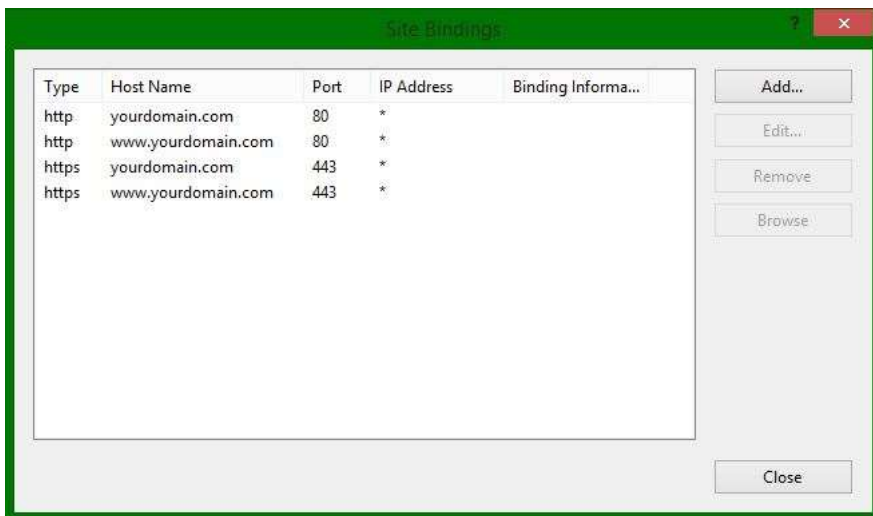 Site Bindings
? ×
Type Host Name Port IP Address Binding Informa...
http yourdomain.com 80 *
http www.yourdomain.com 80 *
https yourdomain.com 443 *
https www.yourdomain.com 443 *
Add...
Edit...
Remove
Browse
Close